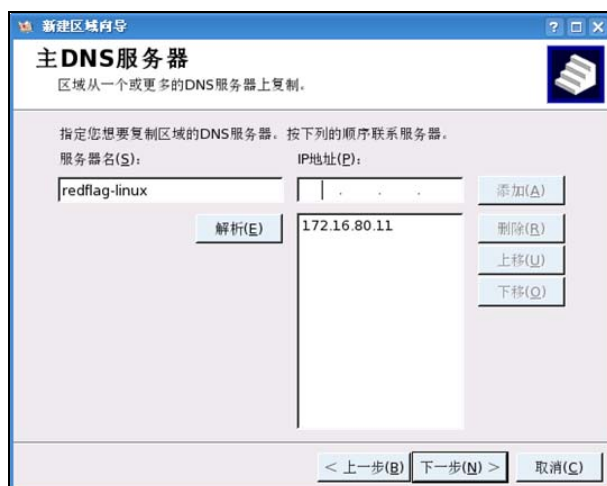 新建区域向导
主DNS服务器
区域从一个或更多的DNS服务器上复制。
指定您想要复制区域的DNS服务器。按下列的顺序联系服务器。
服务器名(S): IP地址(P):
redflag-linux . . . 添加(A)
解析(E) 172.16.80.11 删除(R)
上移(U)
下移(O)
< 上一步(B) 下一步(N) > 取消(C)